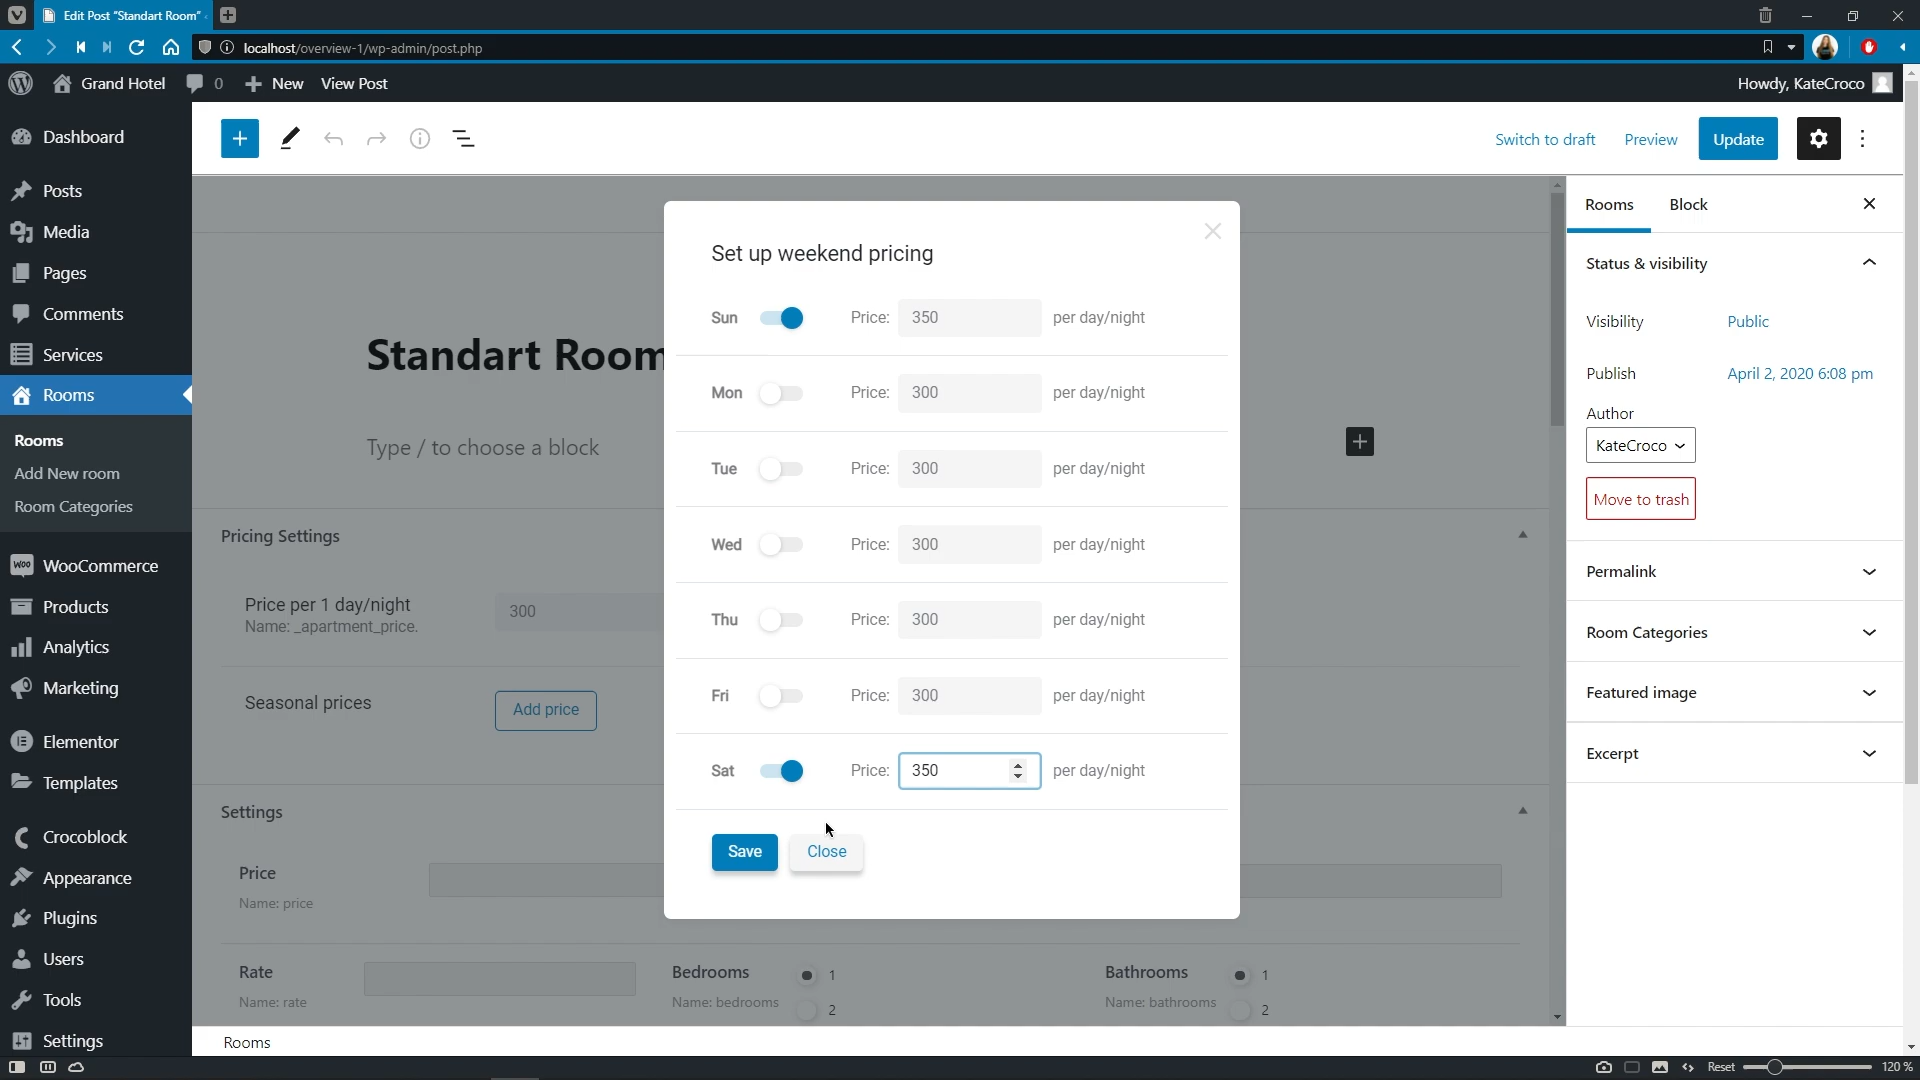 Edit Post "Standart Room"
localhost/overview-1/wp-admin/post.php
Grand Hotel 0 New View Post
Howdy, KateCroco
Dashboard
Posts
Media
Pages
Comments
Services
Rooms
Rooms
Add New room
Room Categories
WooCommerce
Products
Analytics
Marketing
Elementor
Templates
Crocoblock
Appearance
Plugins
Users
Tools
Settings
Switch to draft Preview Update
Standart Room
Type / to choose a block
Pricing Settings
Price per 1 day/night 300
Name: _apartment_price.
Seasonal prices Add price
Settings
Price
Name: price
Rate
Name: rate
Bedrooms 1
Name: bedrooms 2
Bathrooms 1
Name: bathrooms 2
Rooms
Set up weekend pricing
Sun Price: 350 per day/night
Mon Price: 300 per day/night
Tue Price: 300 per day/night
Wed Price: 300 per day/night
Thu Price: 300 per day/night
Fri Price: 300 per day/night
Sat Price: 350 per day/night
Save Close
Rooms Block
Status & visibility
Visibility Public
Publish April 2, 2020 6:08 pm
Author
KateCroco
Move to trash
Permalink
Room Categories
Featured image
Excerpt
Reset 120 %